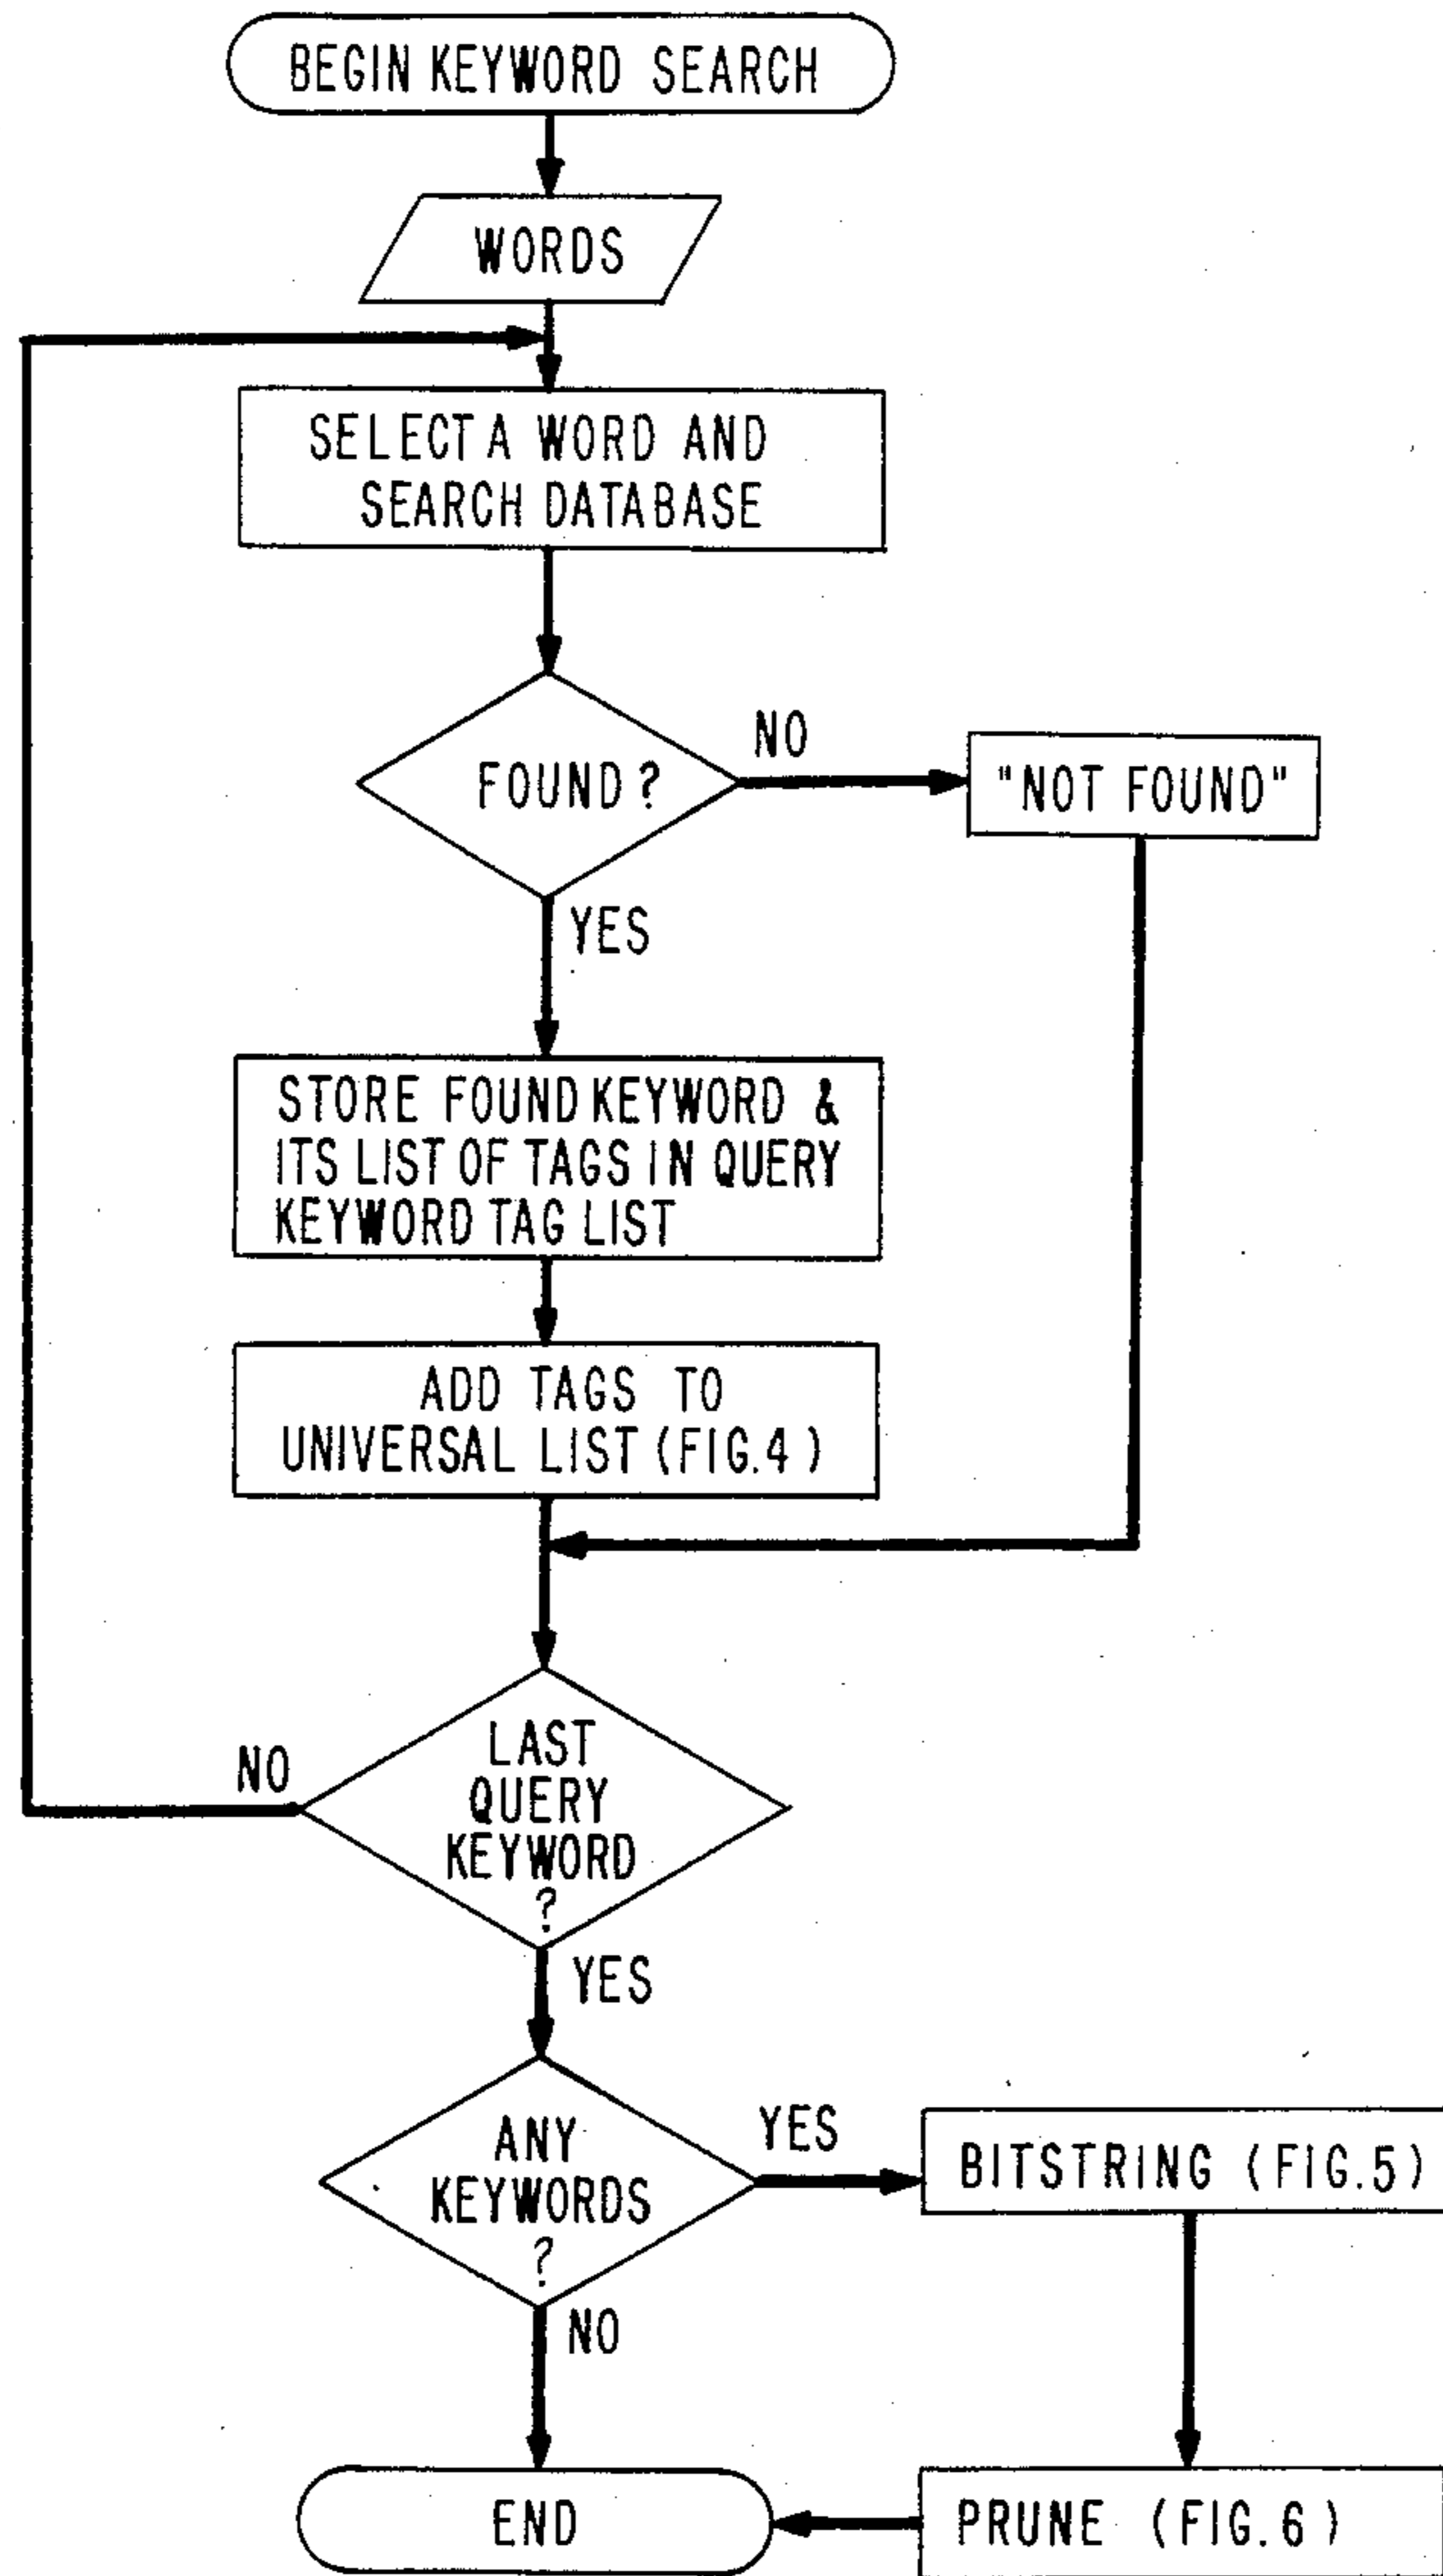 BEGIN KEYWORD SEARCH
WORDS
SELECT A WORD AND
SEARCH DATABASE
FOUND?
NO
"NOT FOUND"
YES
STORE FOUND KEYWORD &
ITS LIST OF TAGS IN QUERY
KEYWORD TAG LIST
ADD TAGS TO
UNIVERSAL LIST (FIG.4)
LAST
QUERY
KEYWORD
?
NO
YES
ANY
KEYWORDS
?
YES
BITSTRING (FIG.5)
NO
END
PRUNE (FIG.6)